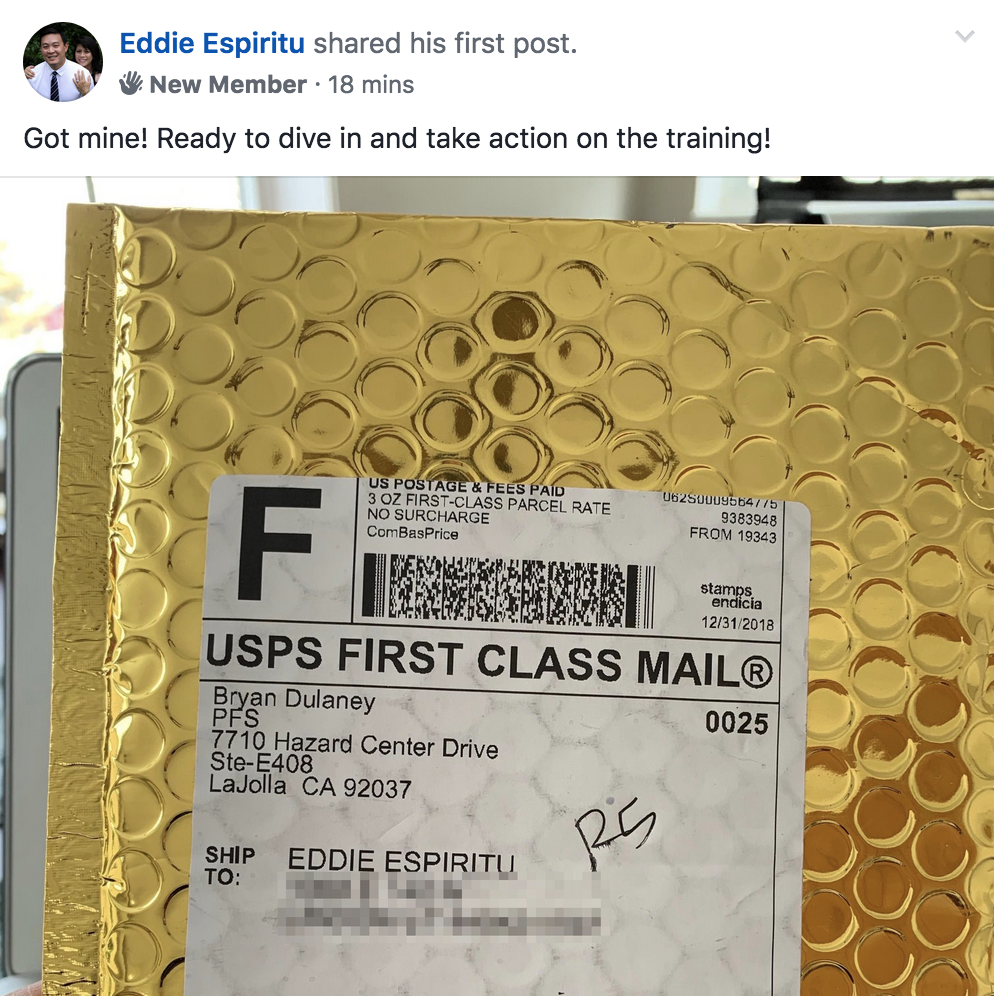 Eddie Espiritu shared his first post.
New Member · 18 mins
Got mine! Ready to dive in and take action on the training!
F
US POSTAGE & FEES PAID
3 OZ FIRST-CLASS PARCEL RATE
NO SURCHARGE
ComBasPrice
062S0009564775
9383948
FROM 19343
stamps
endicia
12/31/2018
USPS FIRST CLASS MAIL®
Bryan Dulaney
PFS
7710 Hazard Center Drive
Ste-E408
LaJolla CA 92037
0025
RS
SHIP
TO:
EDDIE ESPIRITU